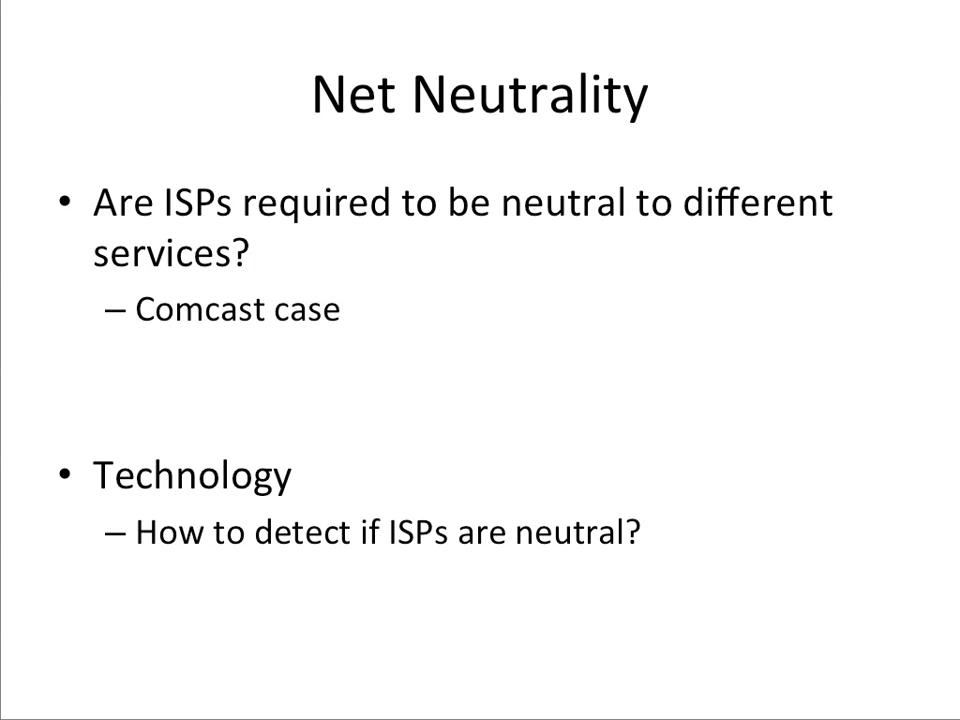 Net Neutrality
• Are ISPs required to be neutral to different
services?
– Comcast case
• Technology
– How to detect if ISPs are neutral?